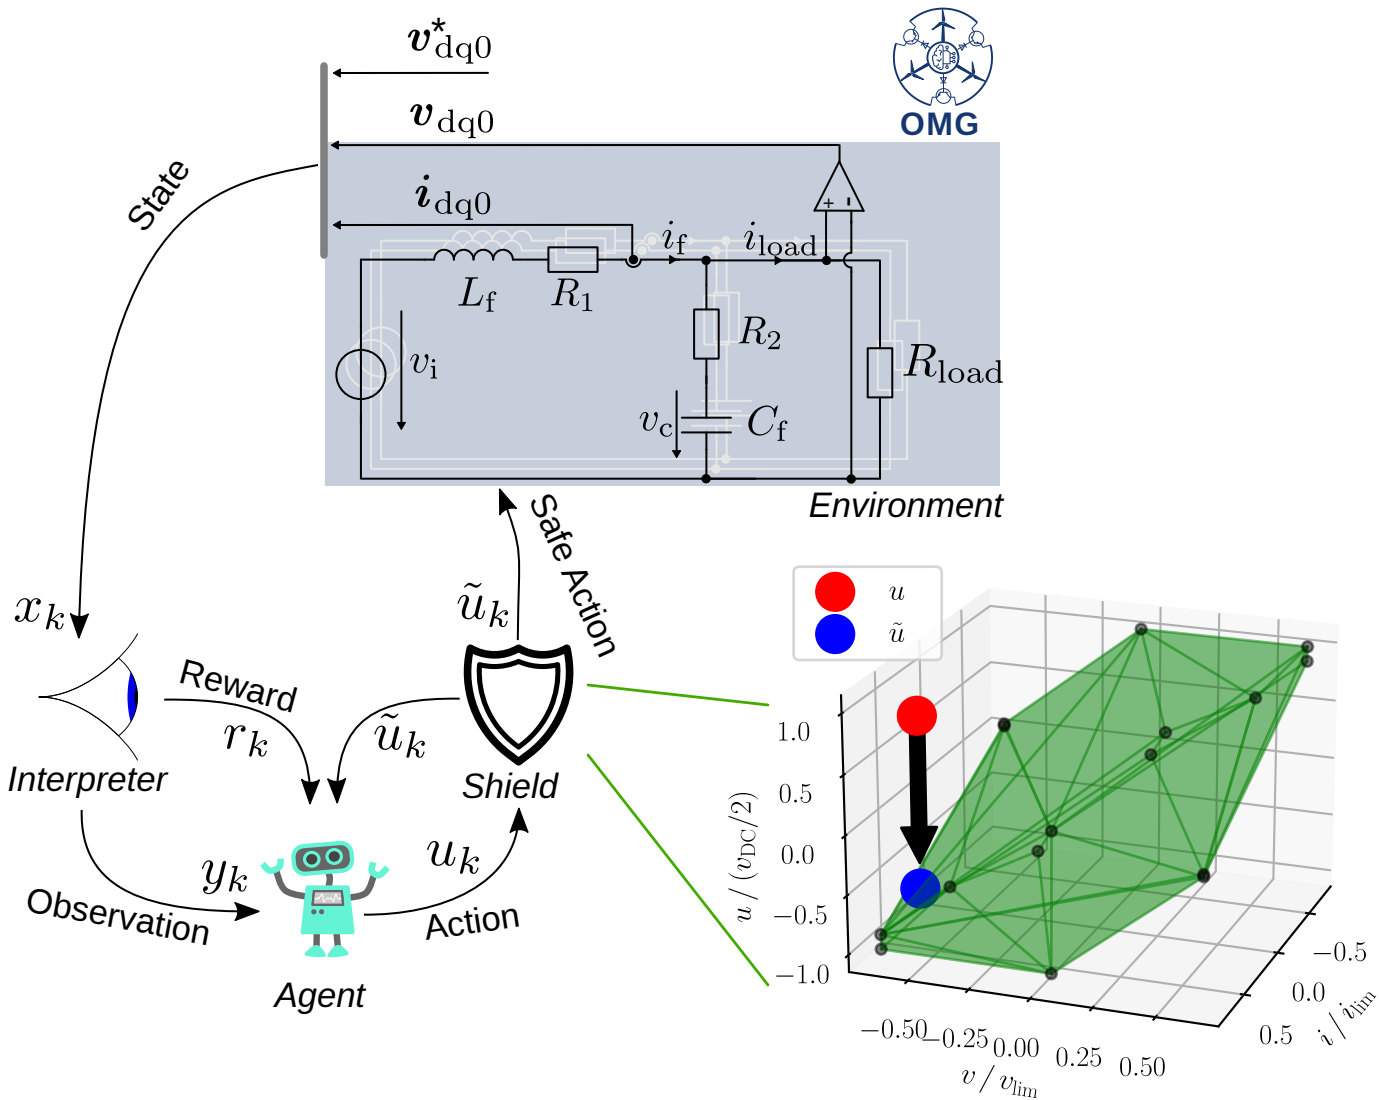 v*dq0
OMG
vdq0
idq0
State
if
iload
Lf
R1
R2
Rload
vi
vc
Cf
Environment
Safe Action
xk
ũk
Reward
rk
ũk
Interpreter
Shield
yk
uk
Observation
Action
Agent
u
ũ
1.0
0.5
0.0
−0.5
−1.0
u / (vDC/2)
−0.50
−0.25
0.00
0.25
0.50
v / vlim
−0.5
0.0
0.5
i / ilim